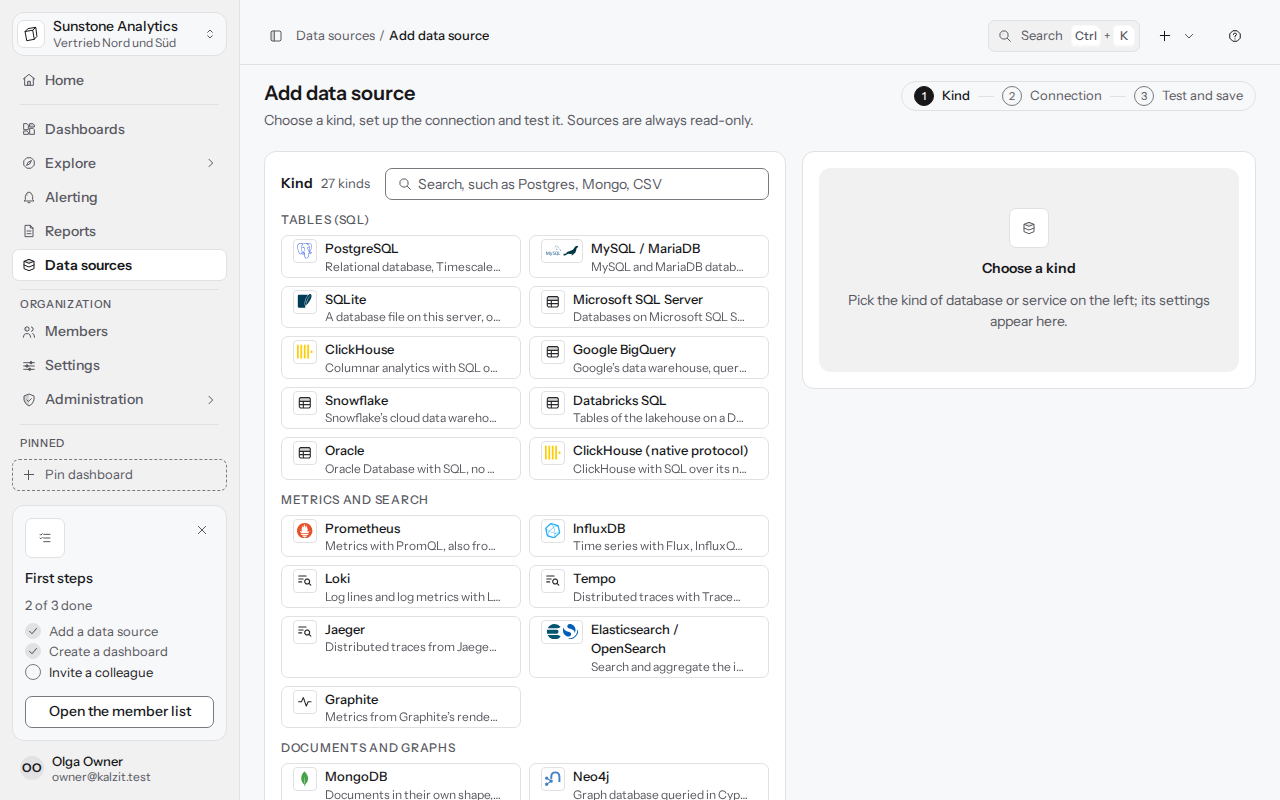 Sunstone Analytics
Vertrieb Nord und Süd
Home
Dashboards
Explore
Alerting
Reports
Data sources
ORGANIZATION
Members
Settings
Administration
PINNED
Pin dashboard
First steps
2 of 3 done
Add a data source
Create a dashboard
Invite a colleague
Open the member list
OO
Olga Owner
owner@kalzit.test
Data sources / Add data source
Search Ctrl + K
Add data source
Choose a kind, set up the connection and test it. Sources are always read-only.
1 Kind 2 Connection 3 Test and save
Kind 27 kinds
Search, such as Postgres, Mongo, CSV
TABLES (SQL)
PostgreSQL
Relational database, Timescale…
MySQL / MariaDB
MySQL and MariaDB datab…
SQLite
A database file on this server, o…
Microsoft SQL Server
Databases on Microsoft SQL S…
ClickHouse
Columnar analytics with SQL o…
Google BigQuery
Google's data warehouse, quer…
Snowflake
Snowflake's cloud data wareho…
Databricks SQL
Tables of the lakehouse on a D…
Oracle
Oracle Database with SQL, no …
ClickHouse (native protocol)
ClickHouse with SQL over its n…
METRICS AND SEARCH
Prometheus
Metrics with PromQL, also fro…
InfluxDB
Time series with Flux, InfluxQ…
Loki
Log lines and log metrics with L…
Tempo
Distributed traces with Trace…
Jaeger
Distributed traces from Jaege…
Elasticsearch /
OpenSearch
Search and aggregate the i…
Graphite
Metrics from Graphite's rende…
DOCUMENTS AND GRAPHS
MongoDB
Documents in their own shape,…
Neo4j
Graph database queried in Cyp…
Choose a kind
Pick the kind of database or service on the left; its settings
appear here.